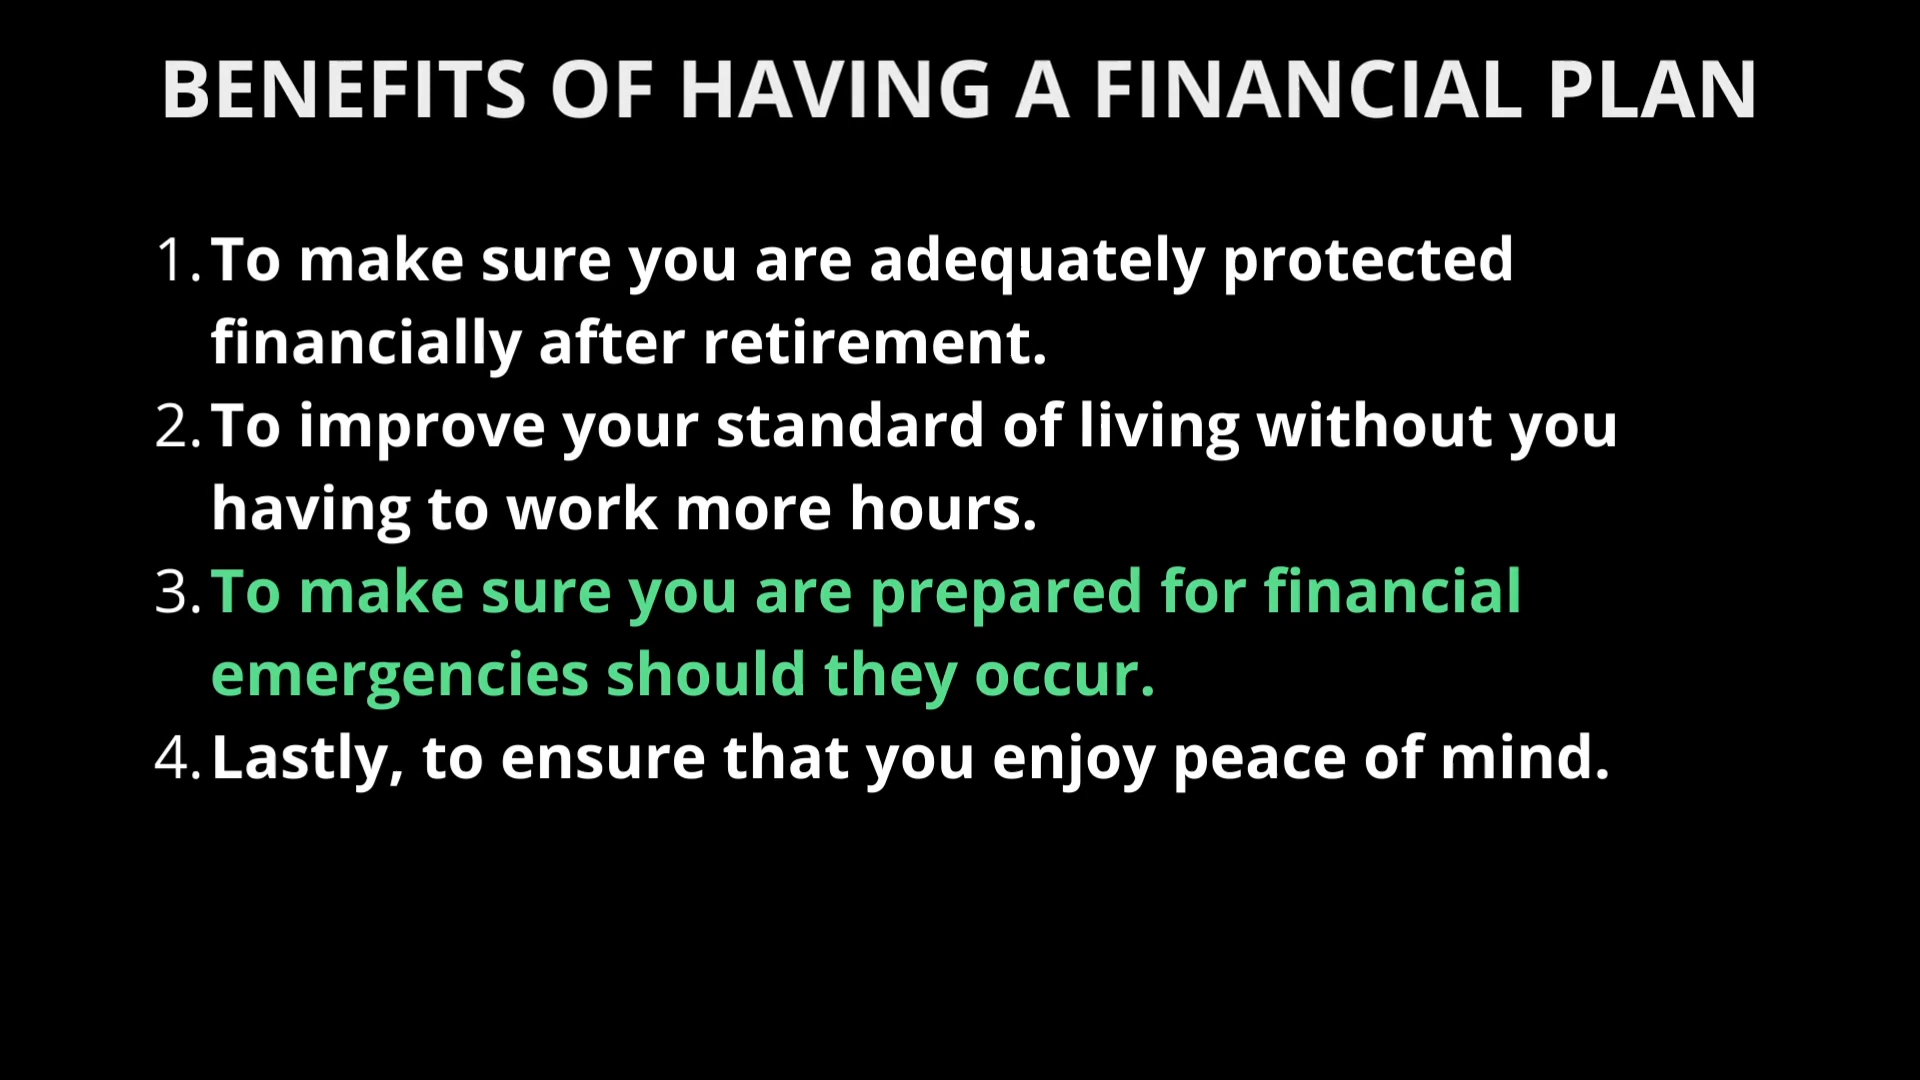 BENEFITS OF HAVING A FINANCIAL PLAN
1. To make sure you are adequately protected
financially after retirement.
2. To improve your standard of living without you
having to work more hours.
3. To make sure you are prepared for financial
emergencies should they occur.
4. Lastly, to ensure that you enjoy peace of mind.